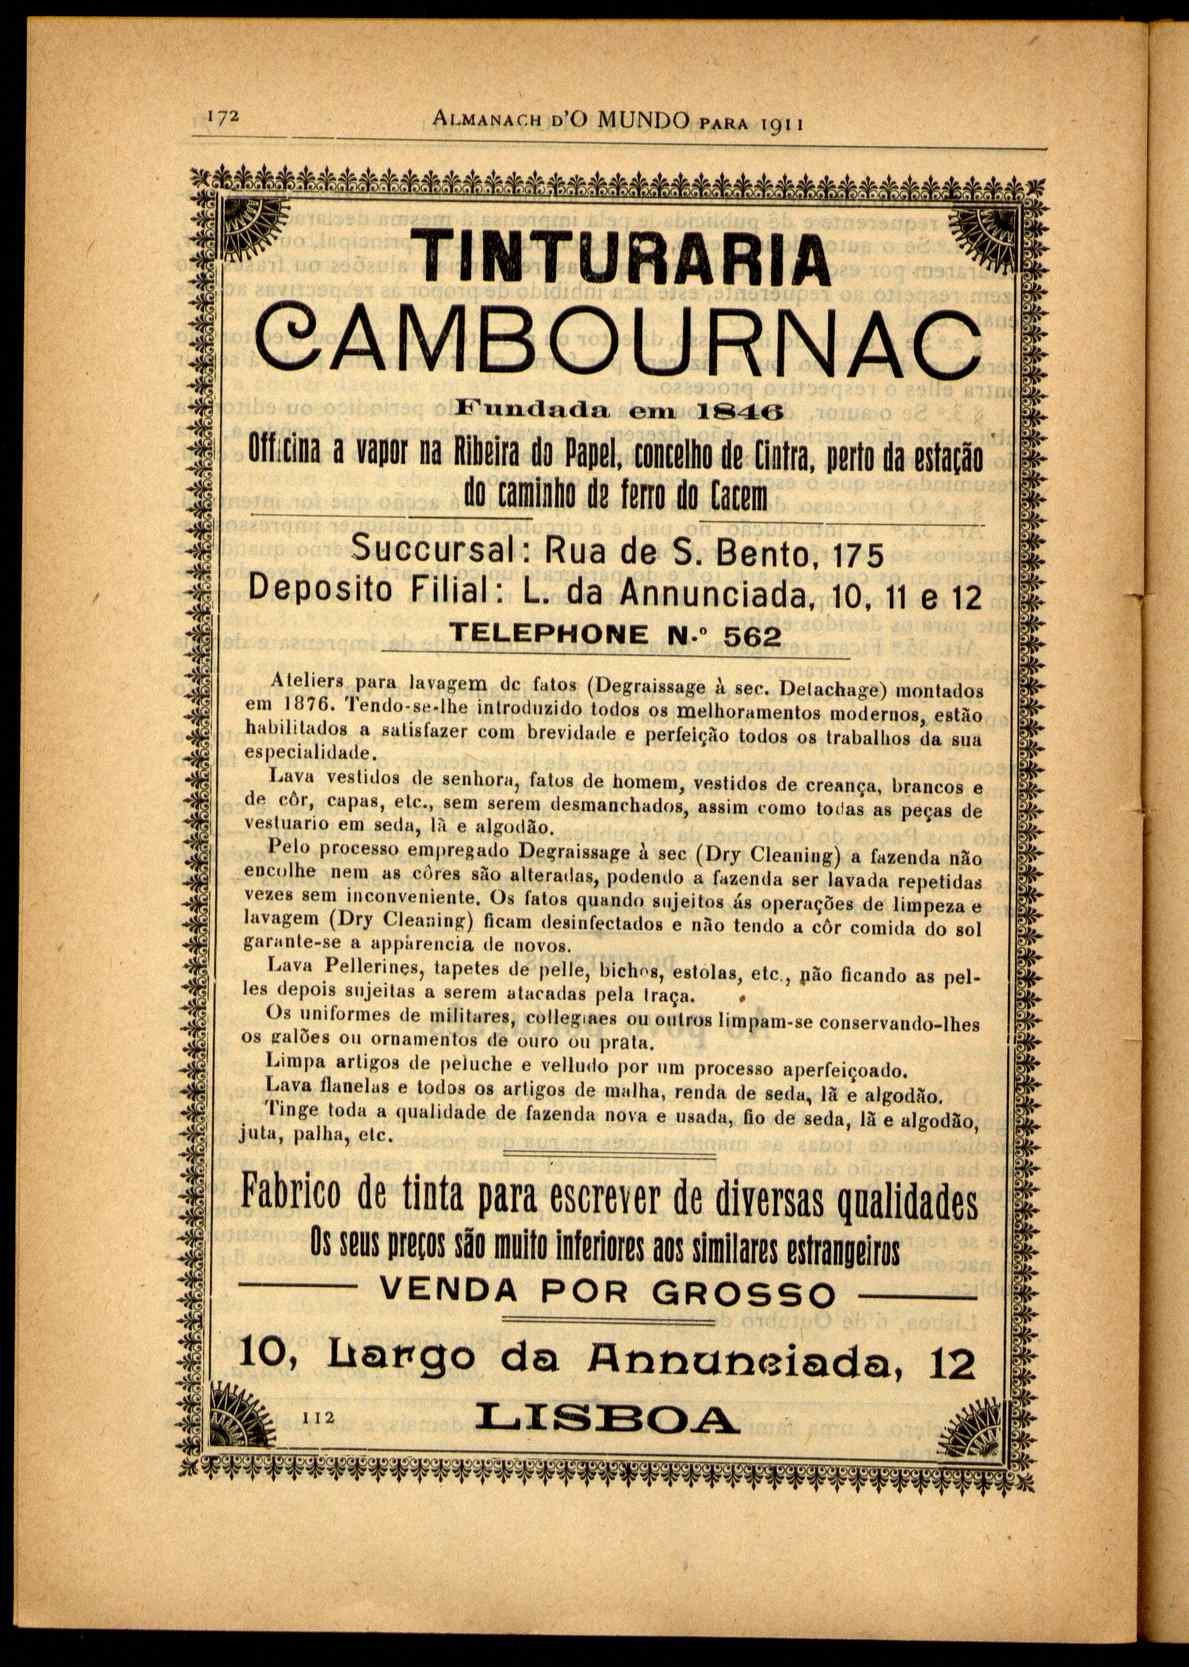 172
ALMANACH D'O MUNDO PARA 1911
TINTURARIA
CAMBOURNAC
Fundada em 1846
Officina a vapor na Ribeira do Papel, concelho de Cintra, perto da estação
do caminho de ferro do Cacem
Succursal: Rua de S. Bento, 175
Deposito Filial: L. da Annunciada, 10, 11 e 12
TELEPHONE N.º 562
Ateliers para lavagem de fatos (Degraissage à sec. Detachage) montados
em 1876. Tendo-se-lhe introduzido todos os melhoramentos modernos, estão
habilitados a satisfazer com brevidade e perfeição todos os trabalhos da sua
especialidade.
Lava vestidos de senhora, fatos de homem, vestidos de creança, brancos e
de côr, capas, etc., sem serem desmanchados, assim como todas as peças de
vestuario em seda, lã e algodão.
Pelo processo empregado Degraissage à sec (Dry Cleaning) a fazenda não
encolhe nem as côres são alteradas, podendo a fazenda ser lavada repetidas
vezes sem inconveniente. Os fatos quando sujeitos ás operações de limpeza e
lavagem (Dry Cleaning) ficam desinfectados e não tendo a côr comida do sol
garante-se a apparencia de novos.
Lava Pellerines, tapetes de pelle, bichos, estolas, etc., não ficando as pel-
les depois sujeitas a serem atacadas pela traça.
Os uniformes de militares, collegiaes ou outros limpam-se conservando-lhes
os galões ou ornamentos de ouro ou prata.
Limpa artigos de peluche e velludo por um processo aperfeiçoado.
Lava flanelas e todos os artigos de malha, renda de seda, lã e algodão.
Tinge toda a qualidade de fazenda nova e usada, fio de seda, lã e algodão,
juta, palha, etc.
Fabrico de tinta para escrever de diversas qualidades
Os seus preços são muito inferiores aos similares estrangeiros
VENDA POR GROSSO
10, Largo da Annunciada, 12
112
LISBOA